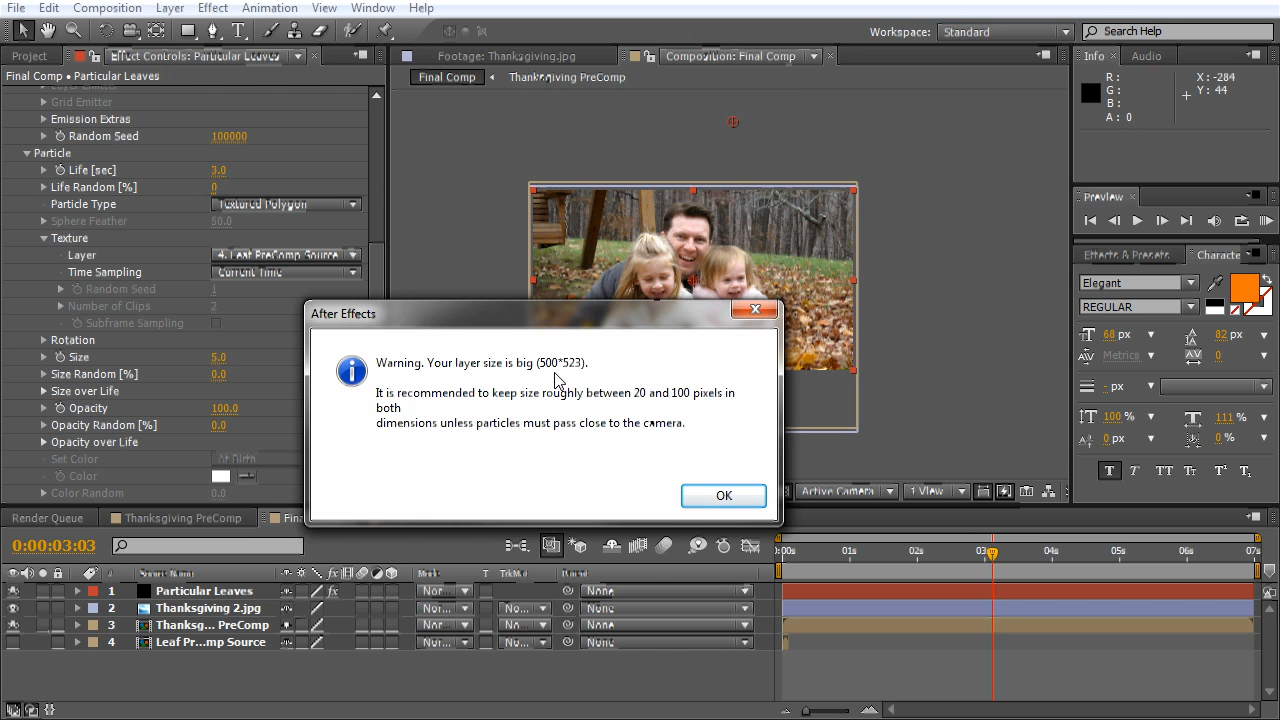 File Edit Composition Layer Effect Animation View Window Help
Workspace: Standard Search Help
Project Effect Controls: Particular Leaves Footage: Thanksgiving.jpg Composition: Final Comp Info Audio
Final Comp • Particular Leaves
Final Comp Thanksgiving PreComp
R: X: -284
G: Y: 44
B:
A: 0
Layer Emitter
Grid Emitter
Emission Extras
Random Seed 100000
Particle
Life [sec] 3.0
Life Random [%] 0
Particle Type Textured Polygon
Sphere Feather 50.0
Texture
Layer 4. Leaf PreComp Source
Time Sampling Current Time
Random Seed 1
Number of Clips 2
Subframe Sampling
Rotation
Size 5.0
Size Random [%] 0.0
Size over Life
Opacity 100.0
Opacity Random [%] 0.0
Opacity over Life
Set Color At Birth
Color
Color Random 0.0
After Effects
Warning. Your layer size is big (500*523).
It is recommended to keep size roughly between 20 and 100 pixels in
both
dimensions unless particles must pass close to the camera.
OK
Preview
Effects & Presets Characte
Elegant
REGULAR
68 px 82 px
Metrics 0
- px
100 % 111 %
0 px 0 %
T T TT Tt T¹ T₁
Active Camera 1 View
Render Queue Thanksgiving PreComp Fin
0:00:03:03
0:00s 01s 02s 03s 04s 05s 06s 07s
# Source Name Mode T TrkMat Parent
1 Particular Leaves Nor... None
2 Thanksgiving 2.jpg Nor... No... None
3 Thanksg... PreComp Nor... No... None
4 Leaf Pr...mp Source Nor... No... None